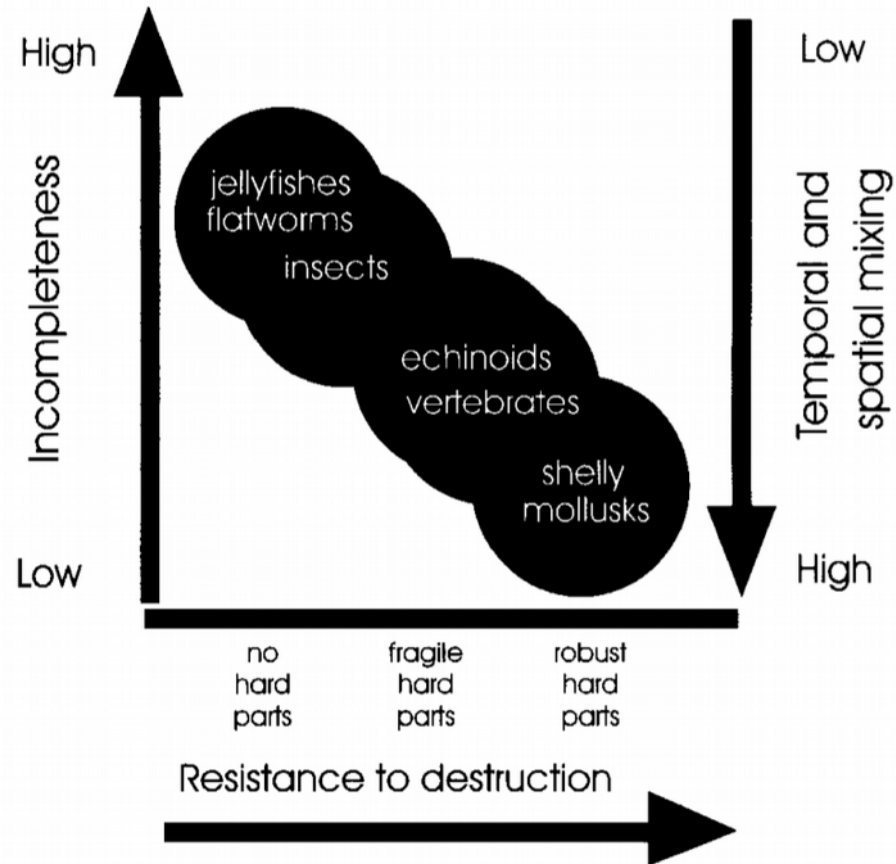 High
Incompleteness
Low
jellyfishes
flatworms
insects
echinoids
vertebrates
shelly
mollusks
Low
Temporal and
spatial mixing
High
no
hard
parts
fragile
hard
parts
robust
hard
parts
Resistance to destruction